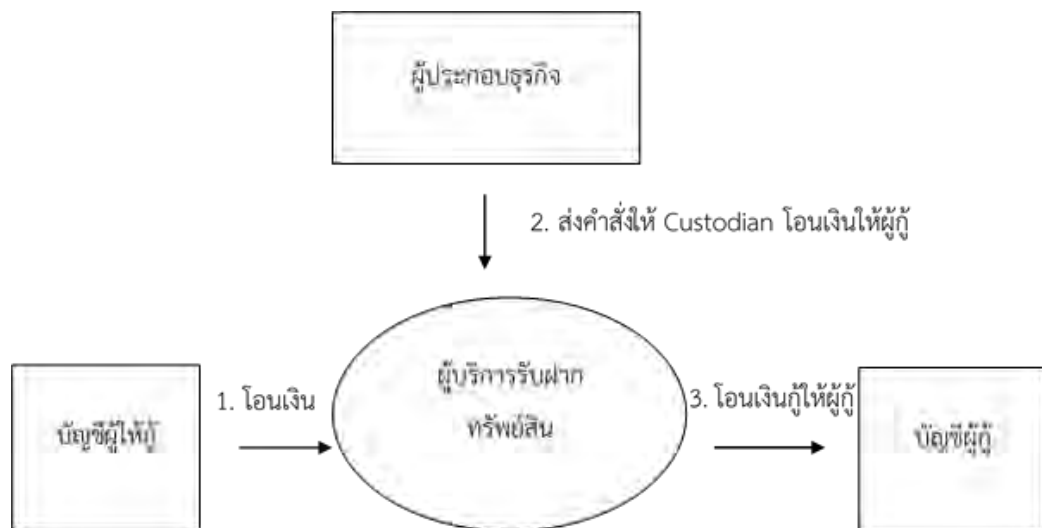 ผู้ประกอบธุรกิจ
2. ส่งคำสั่งให้ Custodian โอนเงินให้ผู้กู้
ผู้บริการรับฝาก
ทรัพย์สิน
1. โอนเงิน
3. โอนเงินกู้ให้ผู้กู้
บัญชีผู้ให้กู้
บัญชีผู้กู้